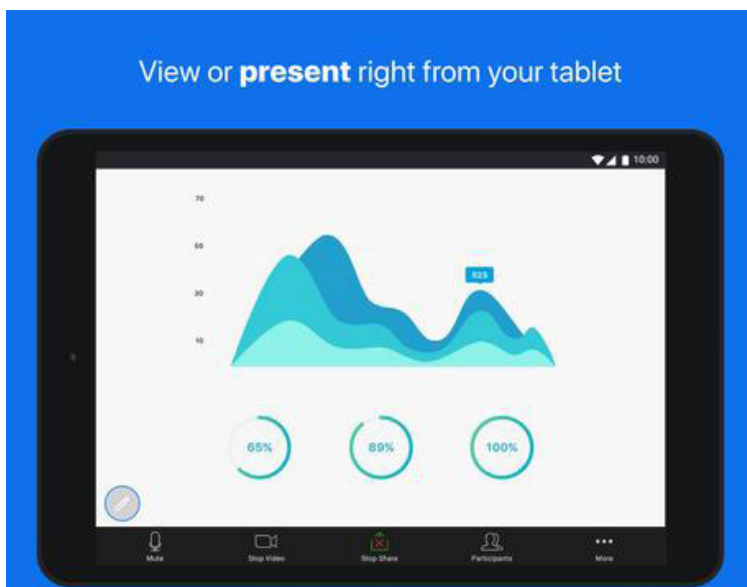 View or present right from your tablet
10:00
70
50
30
10
65%
89%
100%
Mute
Stop Video
Stop Share
Participants
More